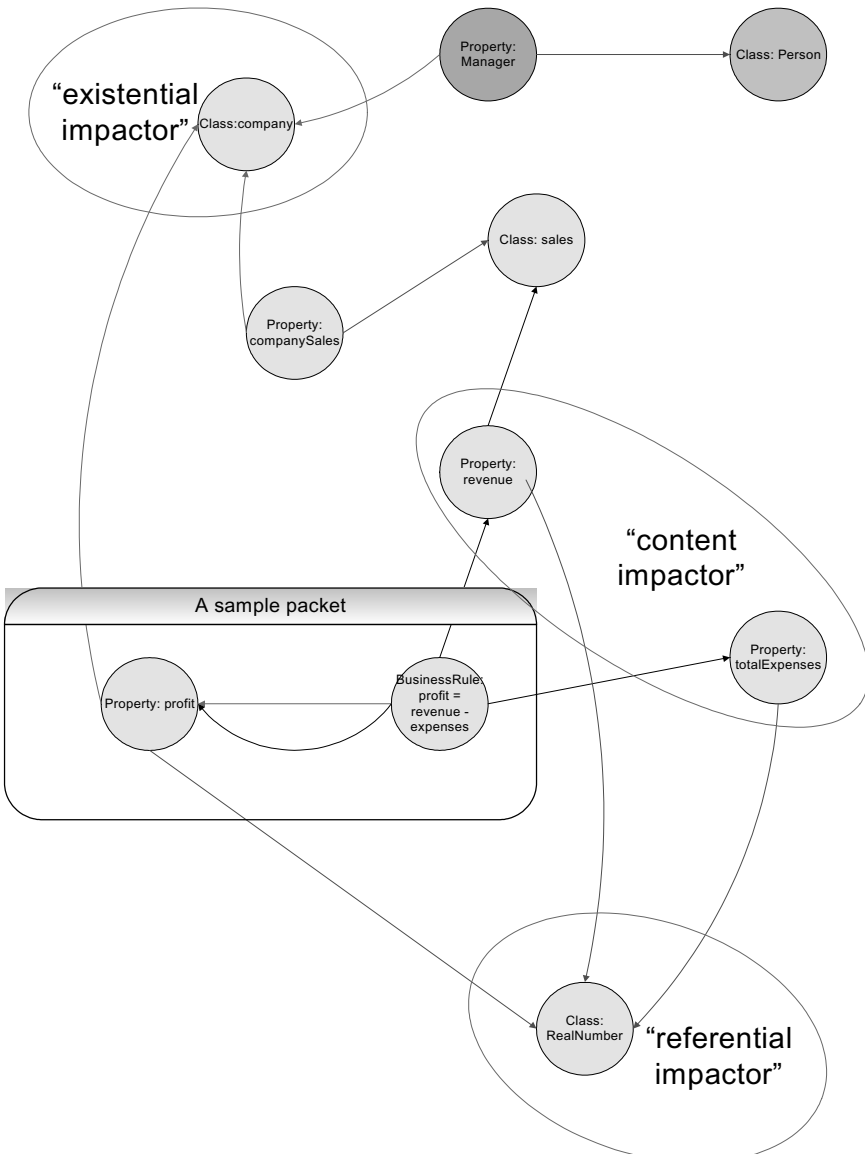 Property:
Manager
Class: Person
“existential
impactor”
Class:company
Class: sales
Property:
companySales
Property:
revenue
“content
impactor”
A sample packet
Property:
totalExpenses
Property: profit
BusinessRule:
profit =
revenue -
expenses
Class:
RealNumber
“referential
impactor”